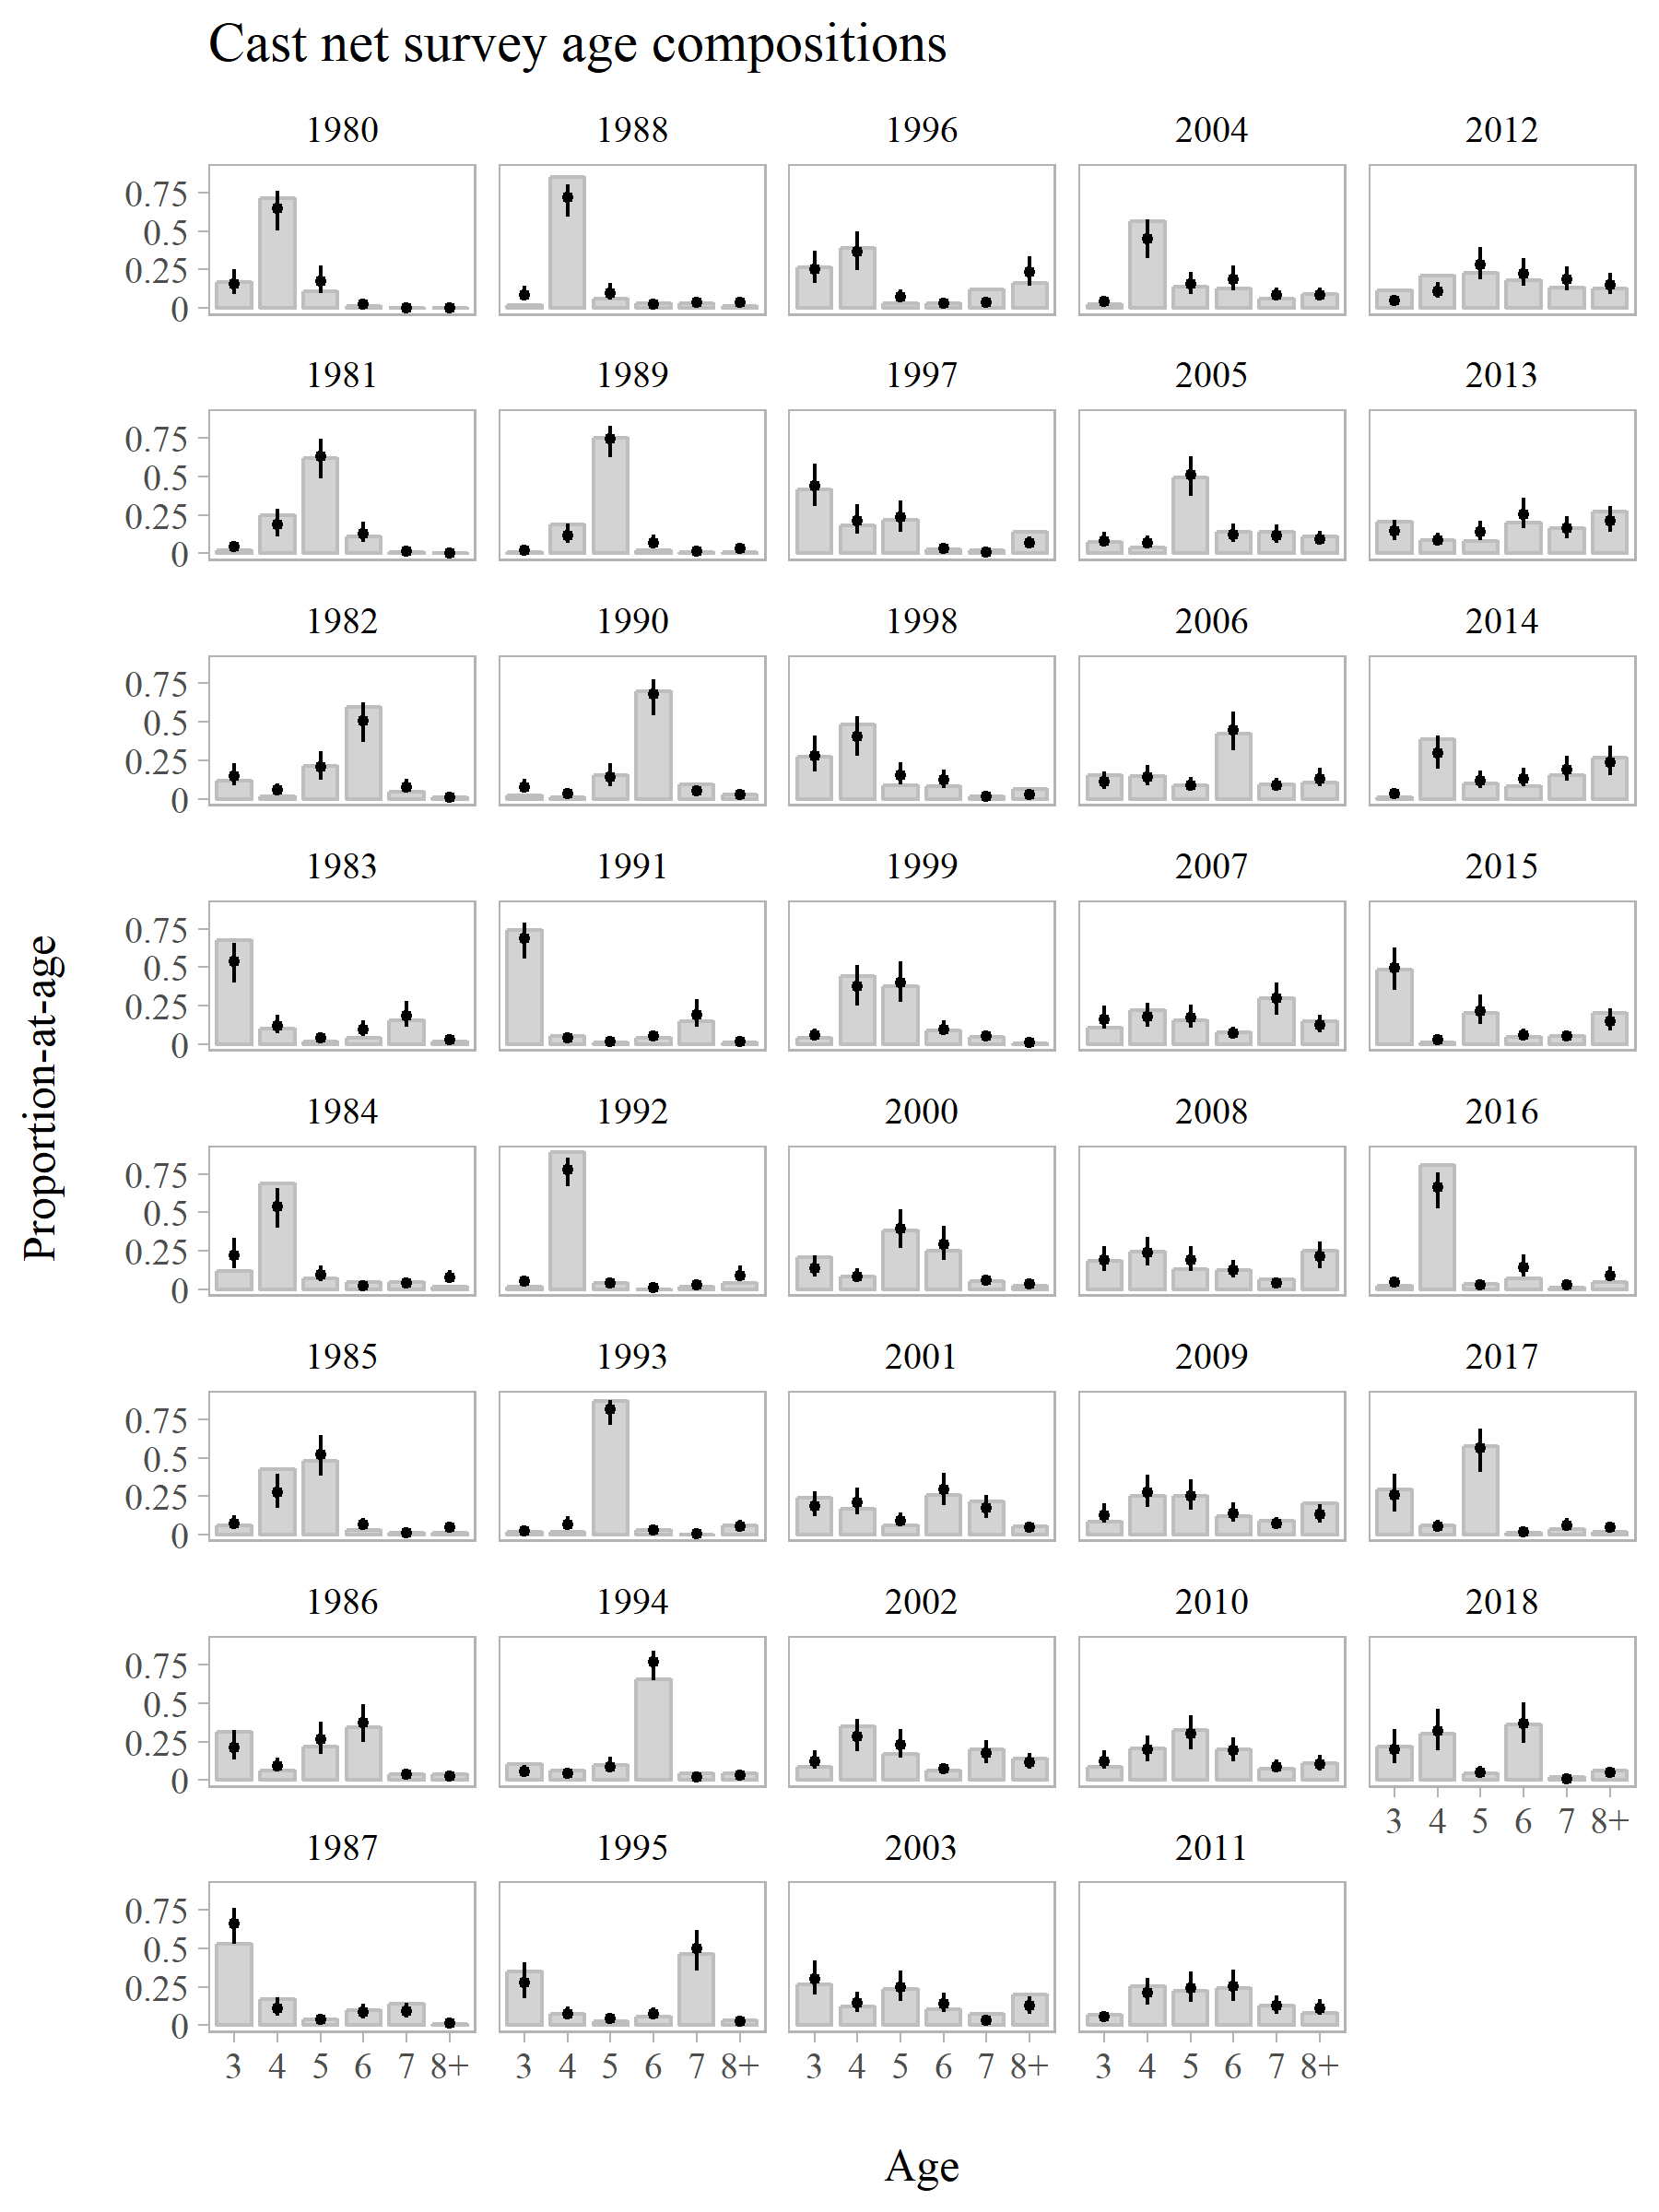 Cast net survey age compositions
1980 1988 1996 2004 2012
0.75
0.5
0.25
0
1981 1989 1997 2005 2013
0.75
0.5
0.25
0
1982 1990 1998 2006 2014
0.75
0.5
0.25
0
1983 1991 1999 2007 2015
0.75
0.5
0.25
0
Proportion-at-age
1984 1992 2000 2008 2016
0.75
0.5
0.25
0
1985 1993 2001 2009 2017
0.75
0.5
0.25
0
1986 1994 2002 2010 2018
0.75
0.5
0.25
0
3 4 5 6 7 8+
1987 1995 2003 2011
0.75
0.5
0.25
0
3 4 5 6 7 8+ 3 4 5 6 7 8+ 3 4 5 6 7 8+ 3 4 5 6 7 8+
Age